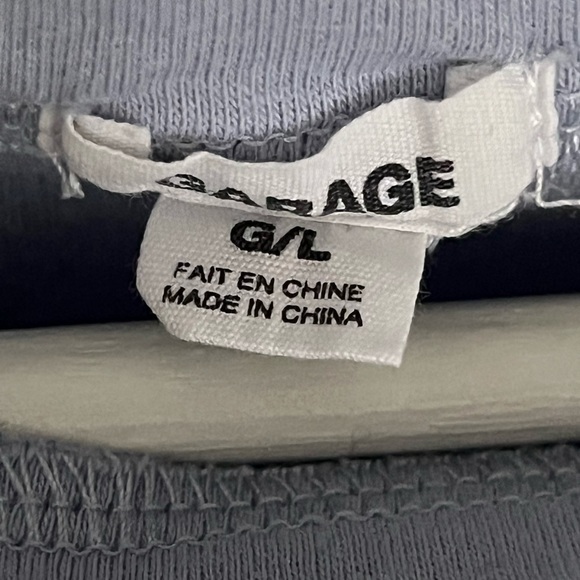 GARAGE
G/L
FAIT EN CHINE
MADE IN CHINA